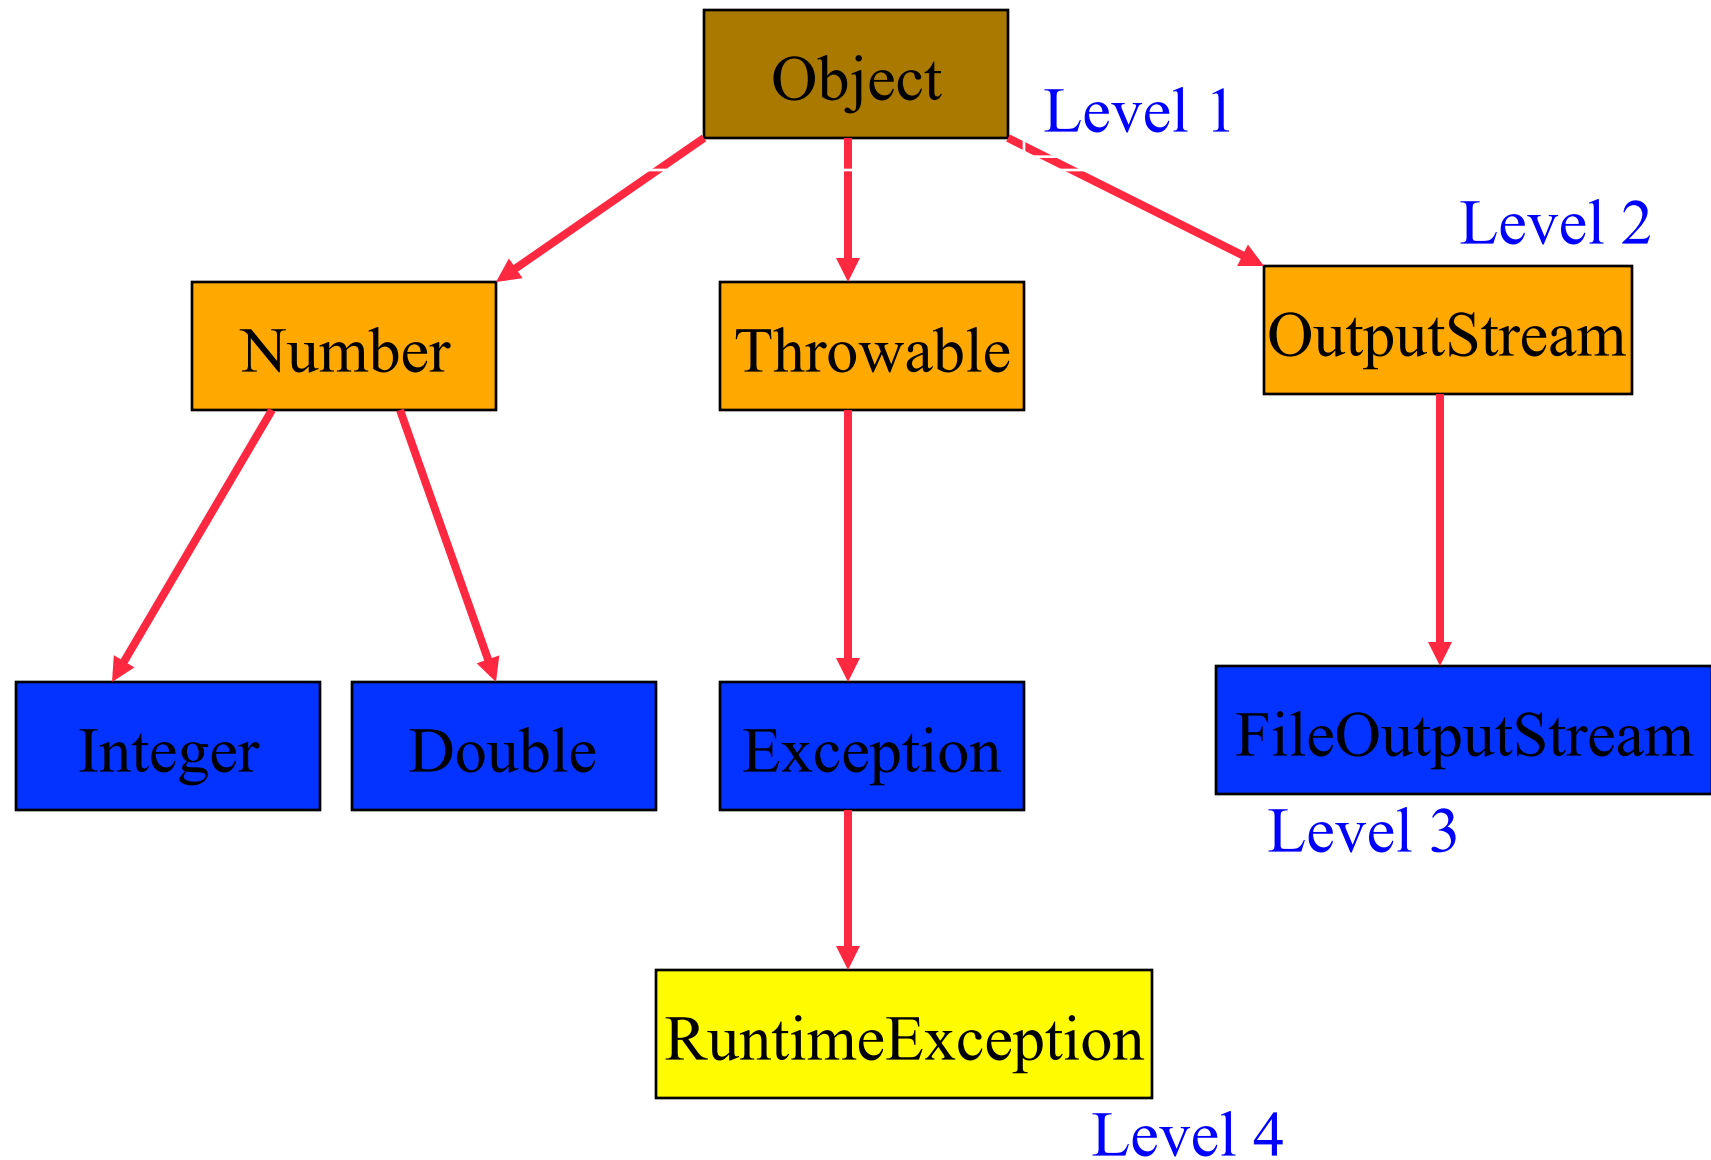 Object
Level 1
Level 2
Number
Throwable
OutputStream
Integer
Double
Exception
FileOutputStream
Level 3
RuntimeException
Level 4